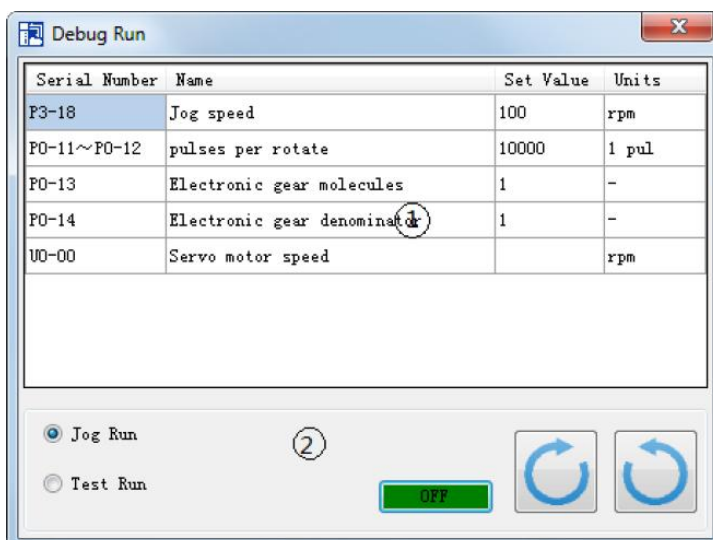 Debug Run
Serial Number Name Set Value Units
P3-18 Jog speed 100 rpm
P0-11～P0-12 pulses per rotate 10000 1 pul
P0-13 Electronic gear molecules 1 -
P0-14 Electronic gear denominator 1 -
①
U0-00 Servo motor speed rpm
Jog Run
②
Test Run
OFF